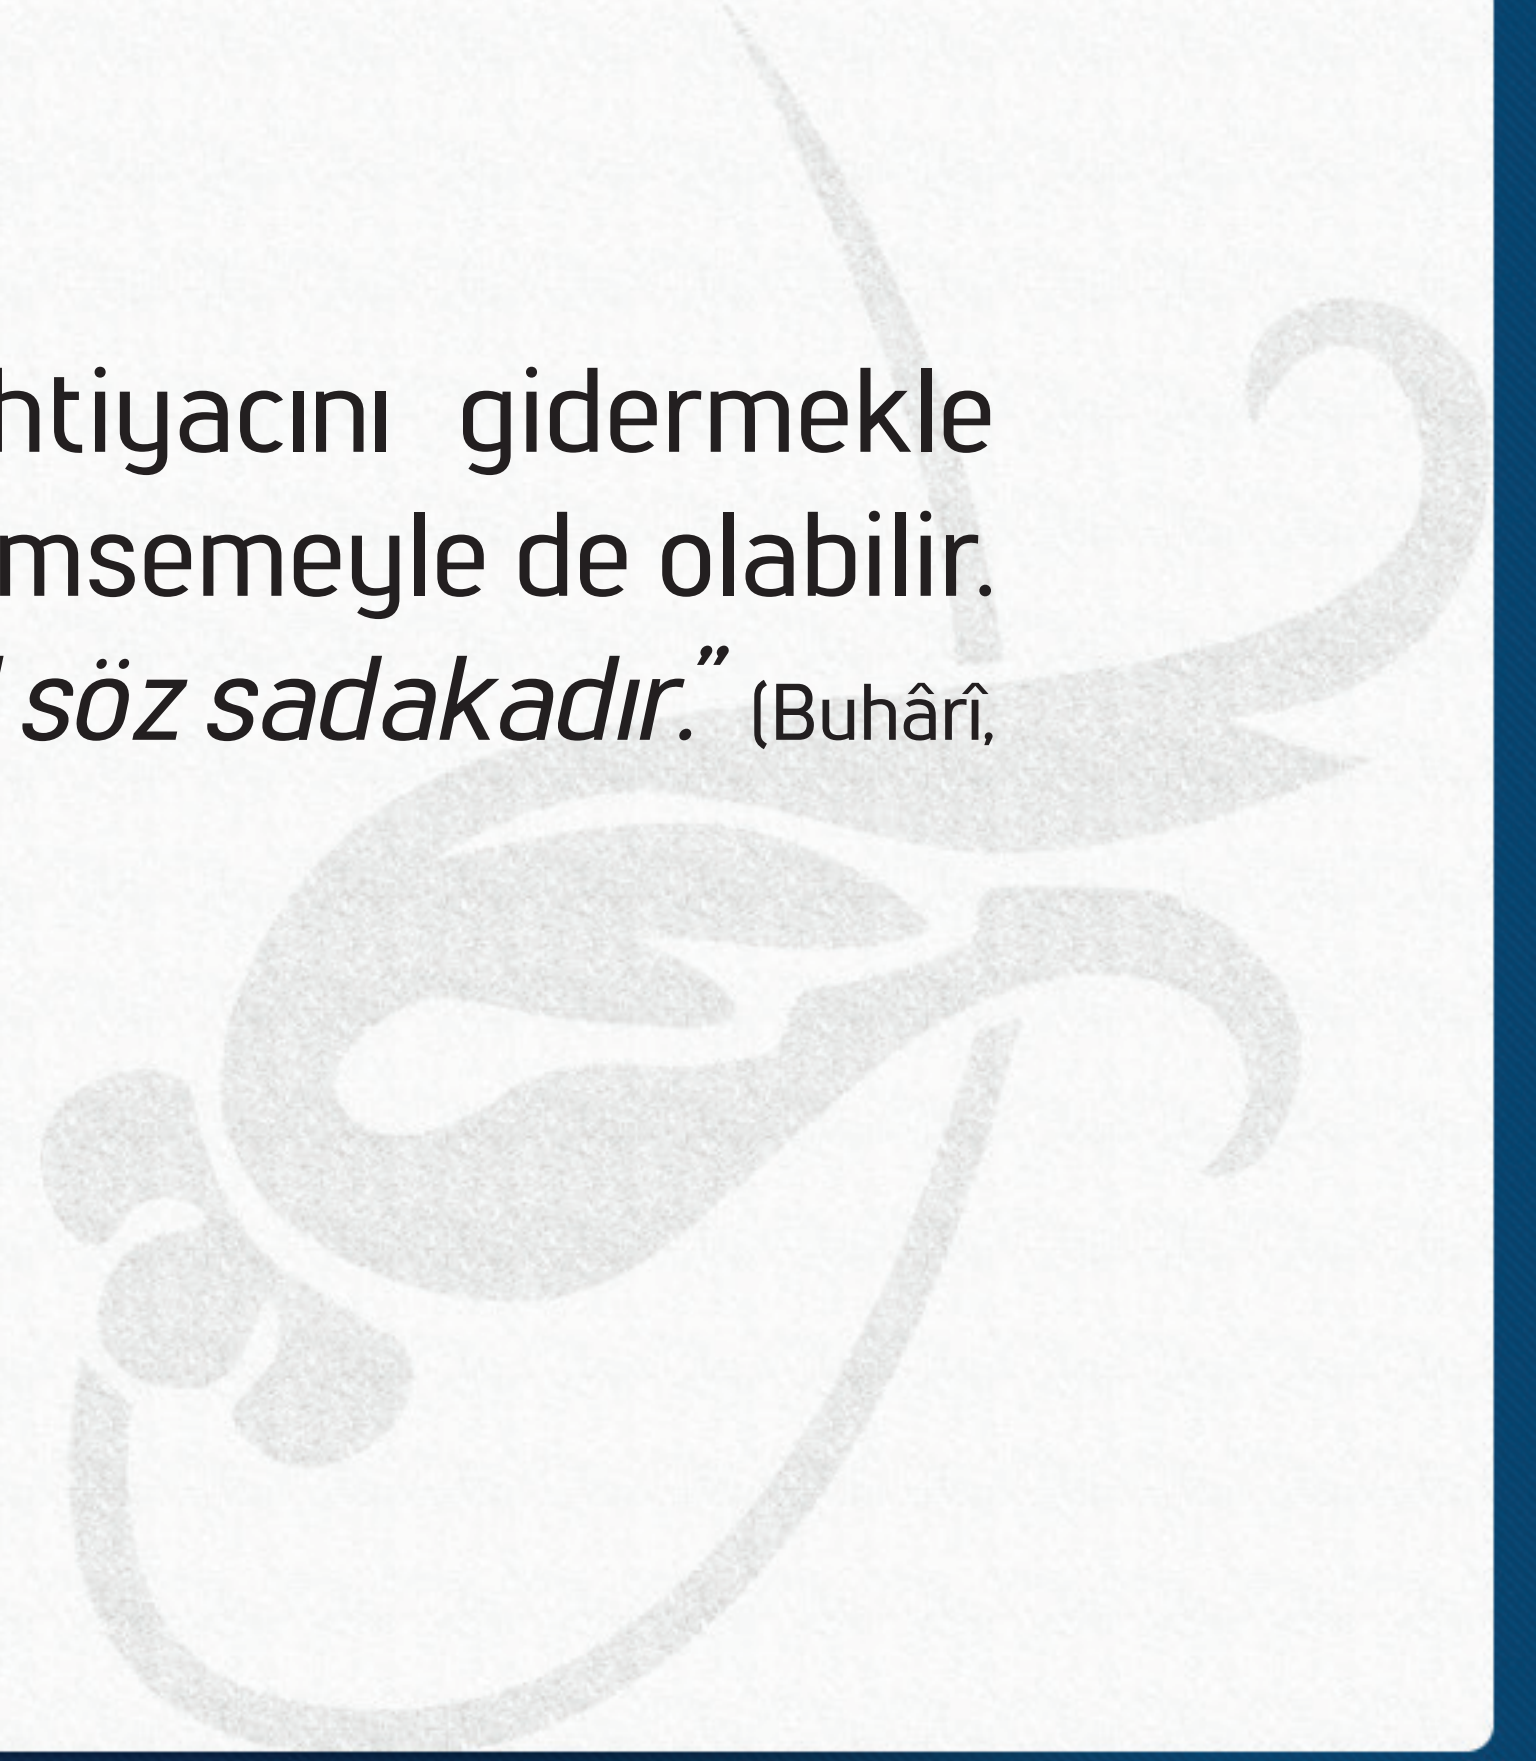 htiyacını gidermekle
msemeyle de olabilir.
söz sadakadır.” (Buhârî,